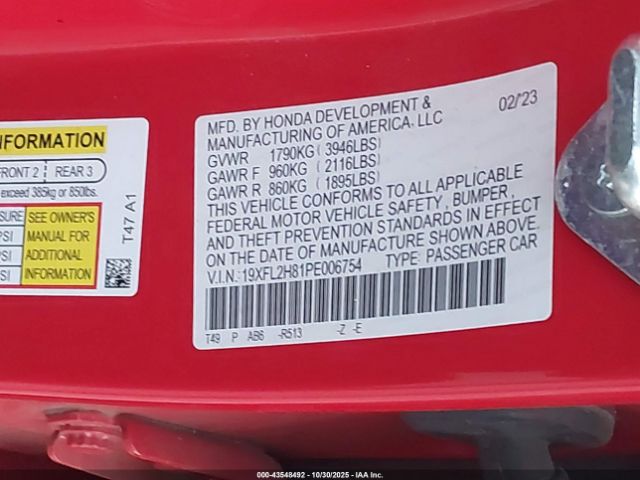 INFORMATION
FRONT 2 | REAR 3
exceed 385kg or 850lbs.
SURE SEE OWNER'S
PSI MANUAL FOR
PSI ADDITIONAL
PSI INFORMATION
T47 A1
02/'23
MFD. BY HONDA DEVELOPMENT &
MANUFACTURING OF AMERICA, LLC
GVWR 1790KG (3946LBS)
GAWR F 960KG (2116LBS)
GAWR R 860KG (1895LBS)
THIS VEHICLE CONFORMS TO ALL APPLICABLE
FEDERAL MOTOR VEHICLE SAFETY, BUMPER,
AND THEFT PREVENTION STANDARDS IN EFFECT
ON THE DATE OF MANUFACTURE SHOWN ABOVE.
V.I.N: 19XFL2H81PE006754 TYPE: PASSENGER CAR
T49 P AB6 -R513 -Z -E
000-43548492 - 10/30/2025 - IAA Inc.